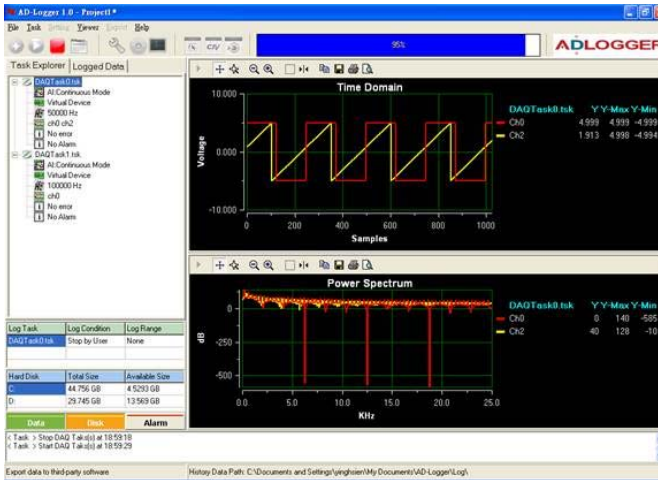 AD-Logger 1.0 - Project1 *
File Task Setting Viewer Export Help
CIV
95%
ADLOGGER
Task Explorer Logged Data
DAQTask0.tsk
AI:Continuous Mode
Virtual Device
50000 Hz
ch0 ch2
No error
No Alarm
DAQTask1.tsk
AI:Continuous Mode
Virtual Device
100000 Hz
ch0
No error
No Alarm
Time Domain
10.000
0.000
-10.000
Voltage
0 200 400 600 800 1000
Samples
DAQTask0.tsk Y Y-Max Y-Min
Ch0 4.999 4.999 -4.999
Ch2 1.913 4.998 -4.994
Power Spectrum
0
-250
-500
dB
0.0 5.0 10.0 15.0 20.0 25.0
KHz
DAQTask0.tsk Y Y-Max Y-Min
Ch0 0 140 -585
Ch2 40 128 -10
Log Task Log Condition Log Range
DAQTask0.tsk Stop by User None
Hard Disk Total Size Available Size
C: 44.756 GB 4.5293 GB
D: 29.745 GB 13.569 GB
Data Disk Alarm
< Task > Stop DAQ Taks(s) at 18:59:18
< Task > Start DAQ Taks(s) at 18:59:29
Export data to third-party software
History Data Path: C:\Documents and Settings\yinghsien\My Documents\AD-Logger\Log\